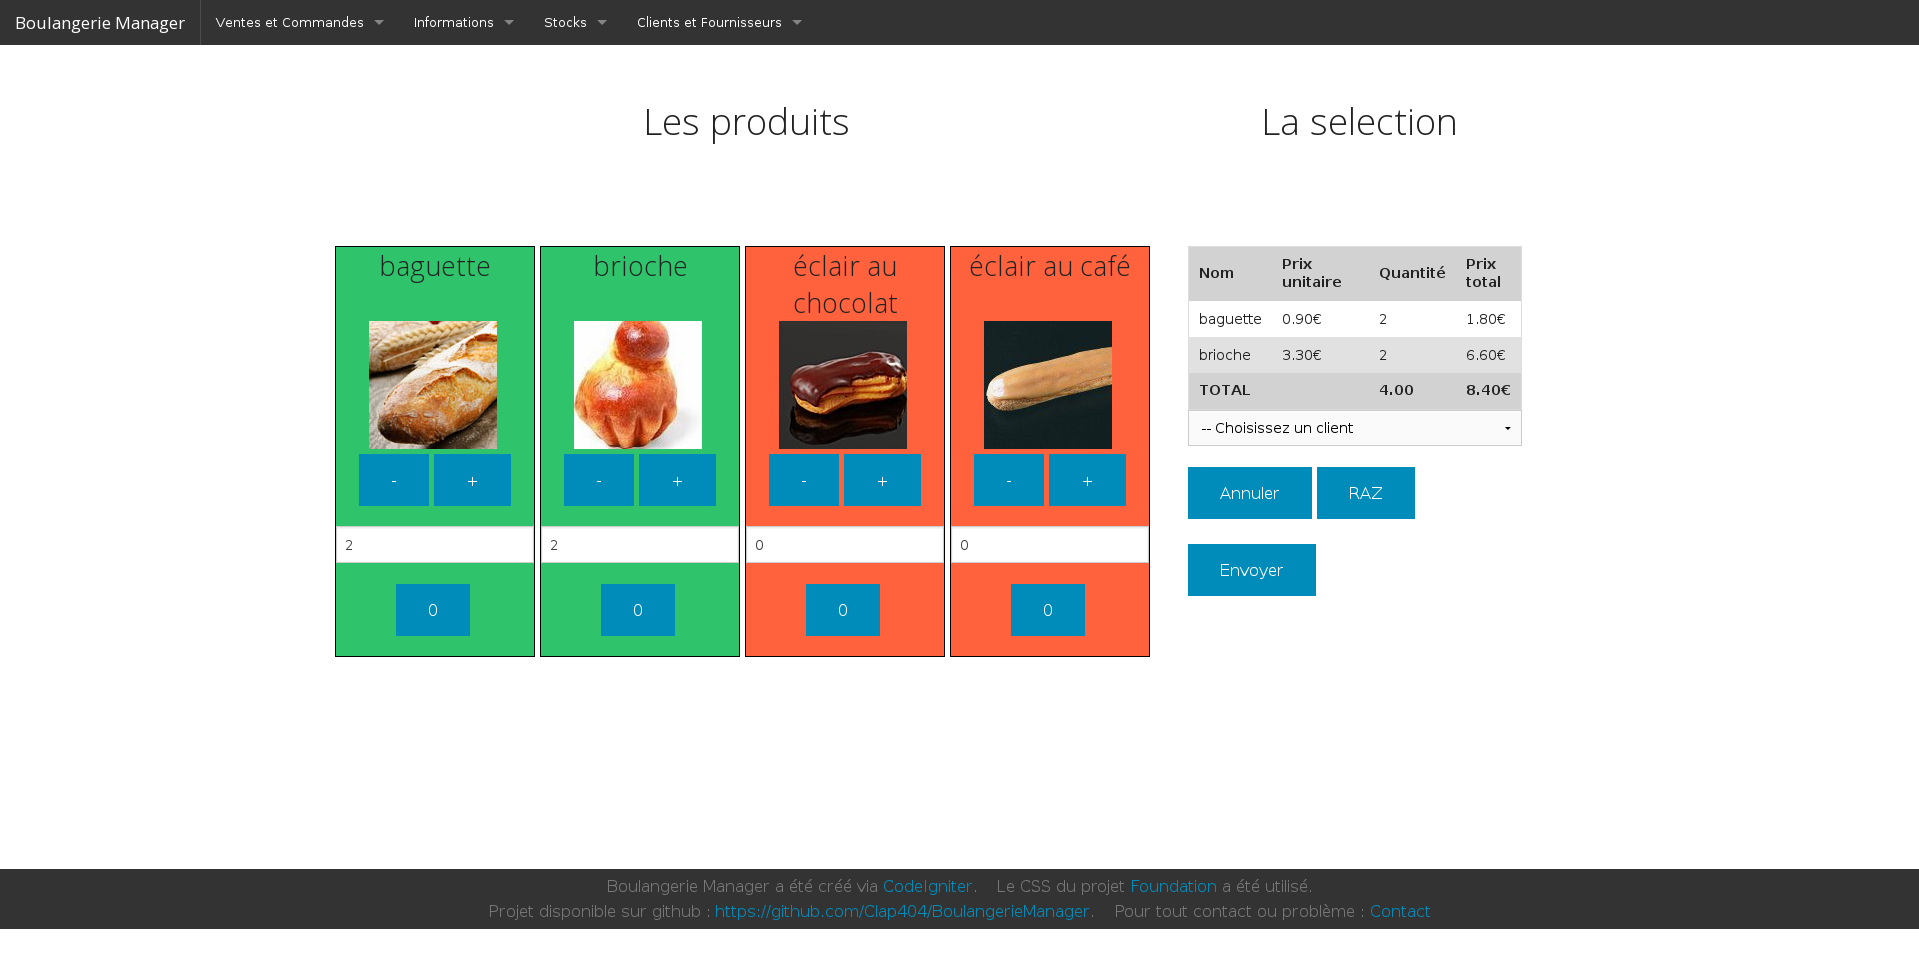 Boulangerie Manager Ventes et Commandes Informations Stocks Clients et Fournisseurs
Les produits
La selection
baguette
- +
2
0
brioche
- +
2
0
éclair au
chocolat
- +
0
0
éclair au café
- +
0
0
Nom Prix unitaire Quantité Prix total
baguette 0.90€ 2 1.80€
brioche 3.30€ 2 6.60€
TOTAL 4.00 8.40€
-- Choisissez un client
Annuler RAZ
Envoyer
Boulangerie Manager a été créé via CodeIgniter. Le CSS du projet Foundation a été utilisé.
Projet disponible sur github : https://github.com/Clap404/BoulangerieManager. Pour tout contact ou problème : Contact